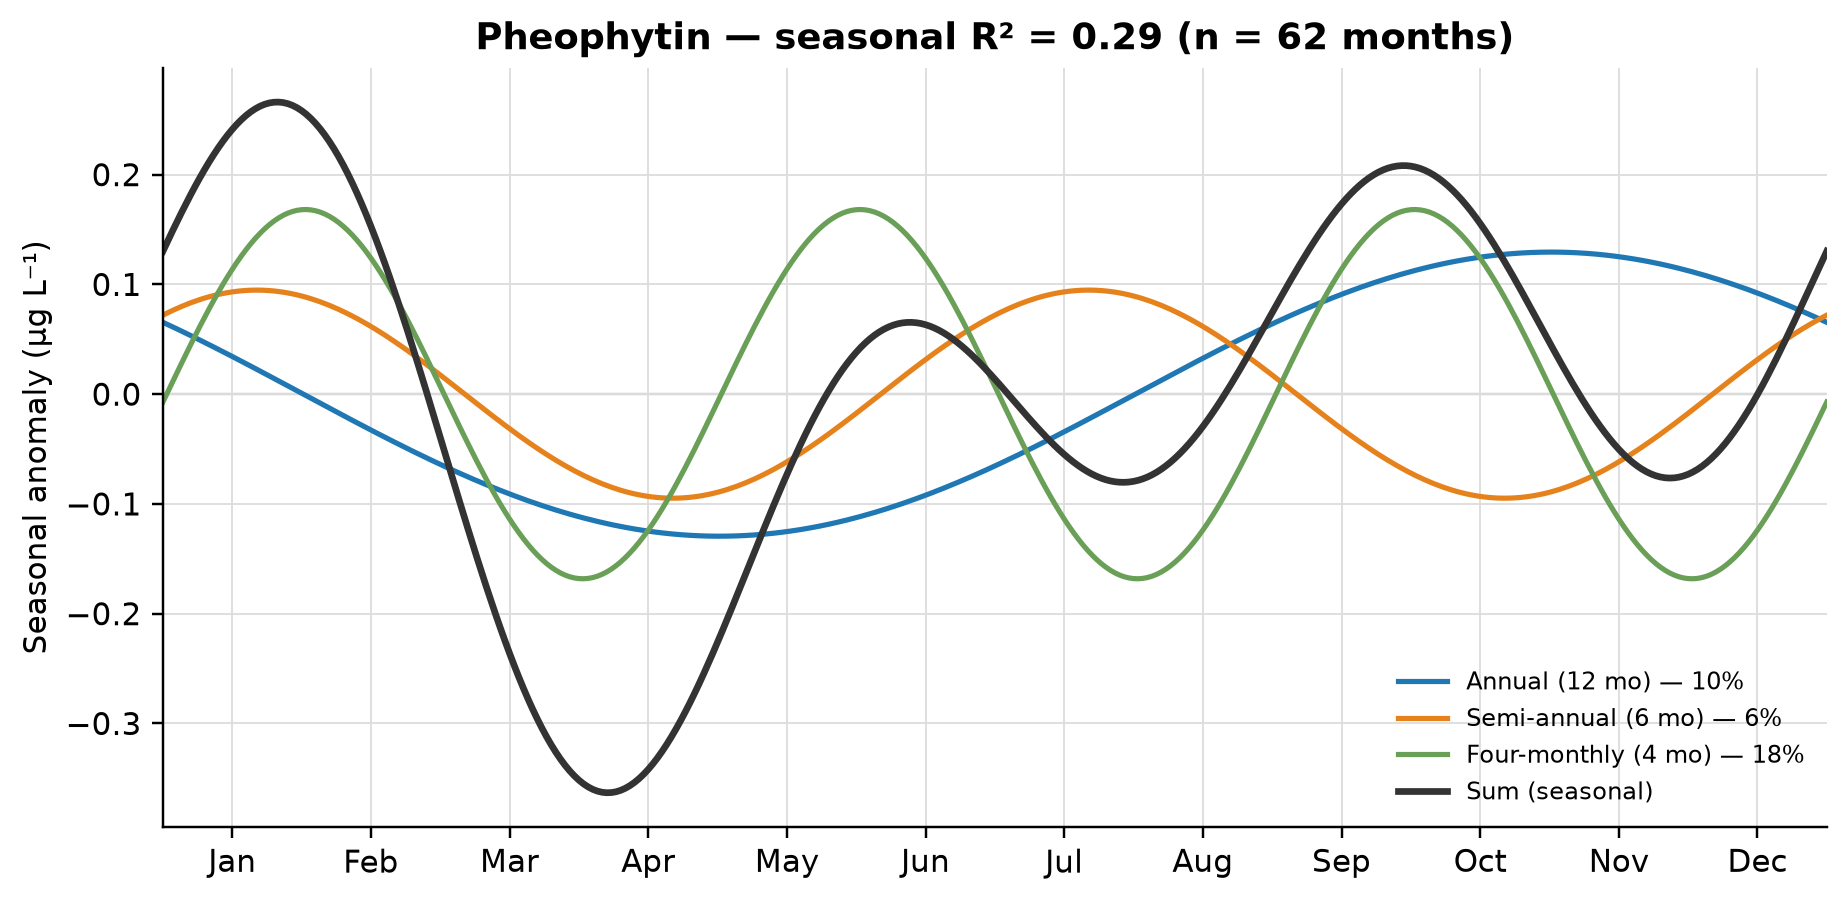 Pheophytin — seasonal R² = 0.29 (n = 62 months)
Seasonal anomaly (µg L⁻¹)
0.2
0.1
0.0
−0.1
−0.2
−0.3
Annual (12 mo) — 10%
Semi-annual (6 mo) — 6%
Four-monthly (4 mo) — 18%
Sum (seasonal)
Jan Feb Mar Apr May Jun Jul Aug Sep Oct Nov Dec